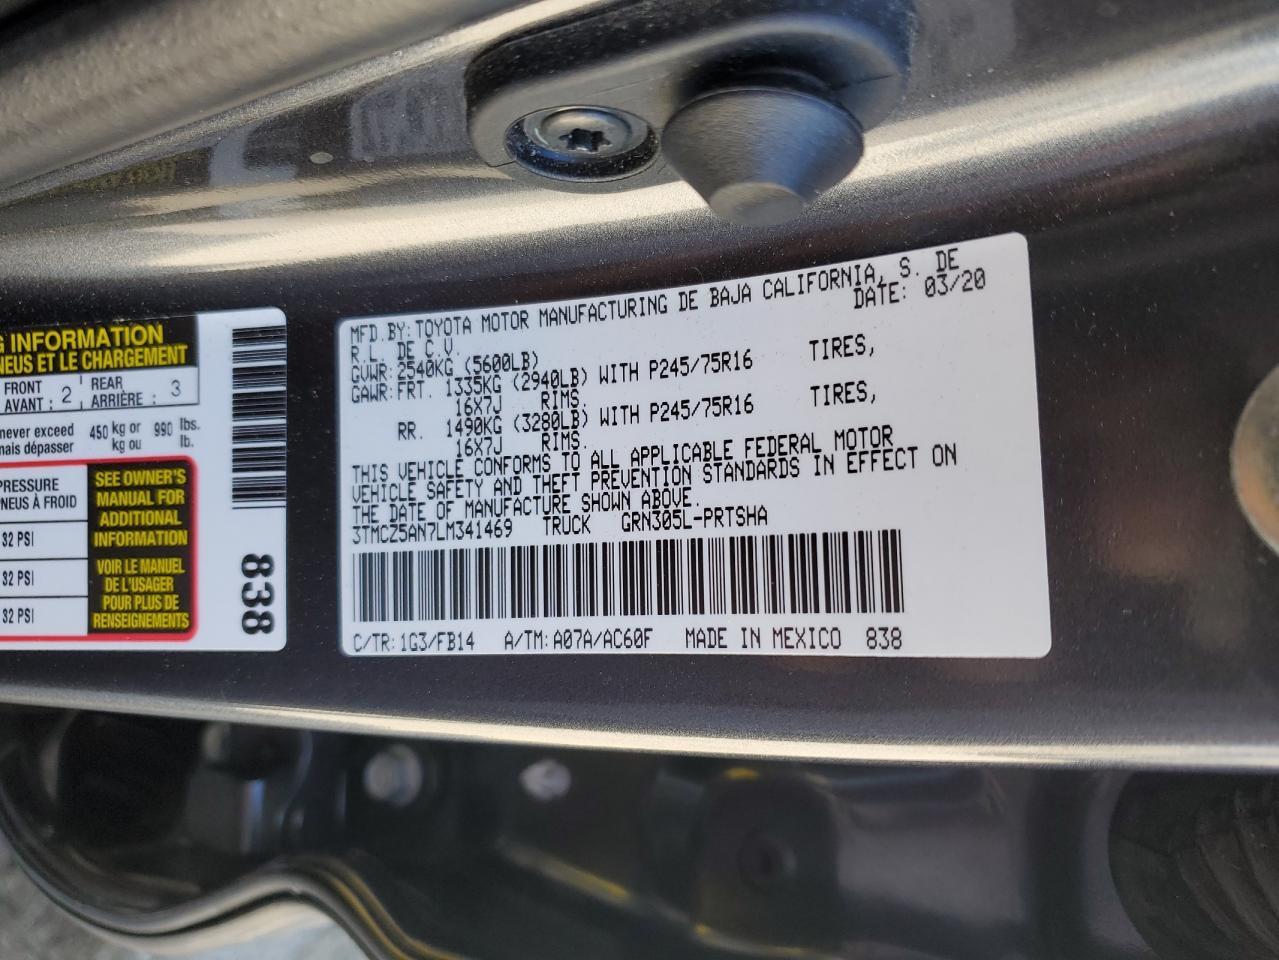 G INFORMATION
NEUS ET LE CHARGEMENT
FRONT
AVANT : 2
REAR
ARRIÈRE : 3
never exceed
mais dépasser
450 kg or
kg ou
990 lbs.
lb.
PRESSURE
NEUS À FROID
32 PSI
32 PSI
32 PSI
SEE OWNER'S
MANUAL FOR
ADDITIONAL
INFORMATION
VOIR LE MANUEL
DE L'USAGER
POUR PLUS DE
RENSEIGNEMENTS
838
MFD. BY: TOYOTA MOTOR MANUFACTURING DE BAJA CALIFORNIA, S. DE
R. L. DE C.V. DATE: 03/20
GVWR: 2540KG (5600LB)
GAWR: FRT. 1335KG (2940LB) WITH P245/75R16 TIRES,
16X7J RIMS.
RR. 1490KG (3280LB) WITH P245/75R16 TIRES,
16X7J RIMS.
THIS VEHICLE CONFORMS TO ALL APPLICABLE FEDERAL MOTOR
VEHICLE SAFETY AND THEFT PREVENTION STANDARDS IN EFFECT ON
THE DATE OF MANUFACTURE SHOWN ABOVE.
3TMCZ5AN7LM341469 TRUCK GRN305L-PRTSHA
C/TR: 1G3/FB14 A/TM: A07A/AC60F MADE IN MEXICO 838